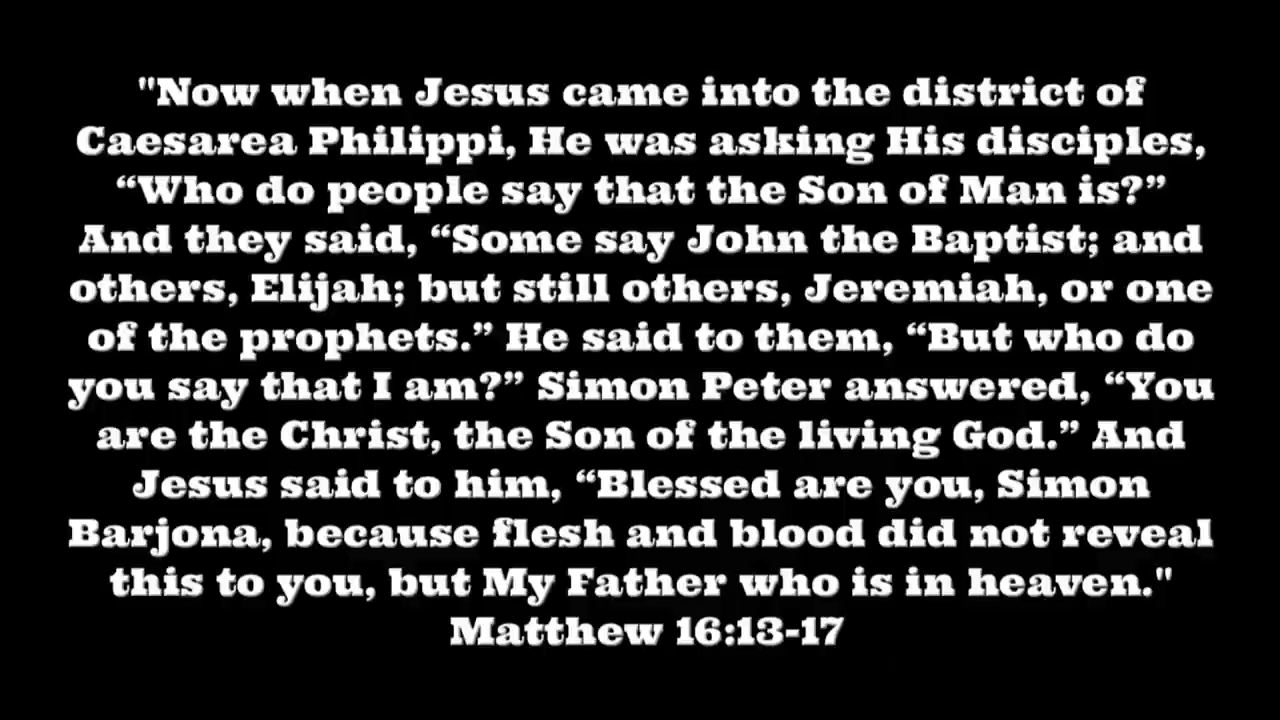 "Now when Jesus came into the district of
Caesarea Philippi, He was asking His disciples,
“Who do people say that the Son of Man is?”
And they said, “Some say John the Baptist; and
others, Elijah; but still others, Jeremiah, or one
of the prophets.” He said to them, “But who do
you say that I am?” Simon Peter answered, “You
are the Christ, the Son of the living God.” And
Jesus said to him, “Blessed are you, Simon
Barjona, because flesh and blood did not reveal
this to you, but My Father who is in heaven."
Matthew 16:13-17